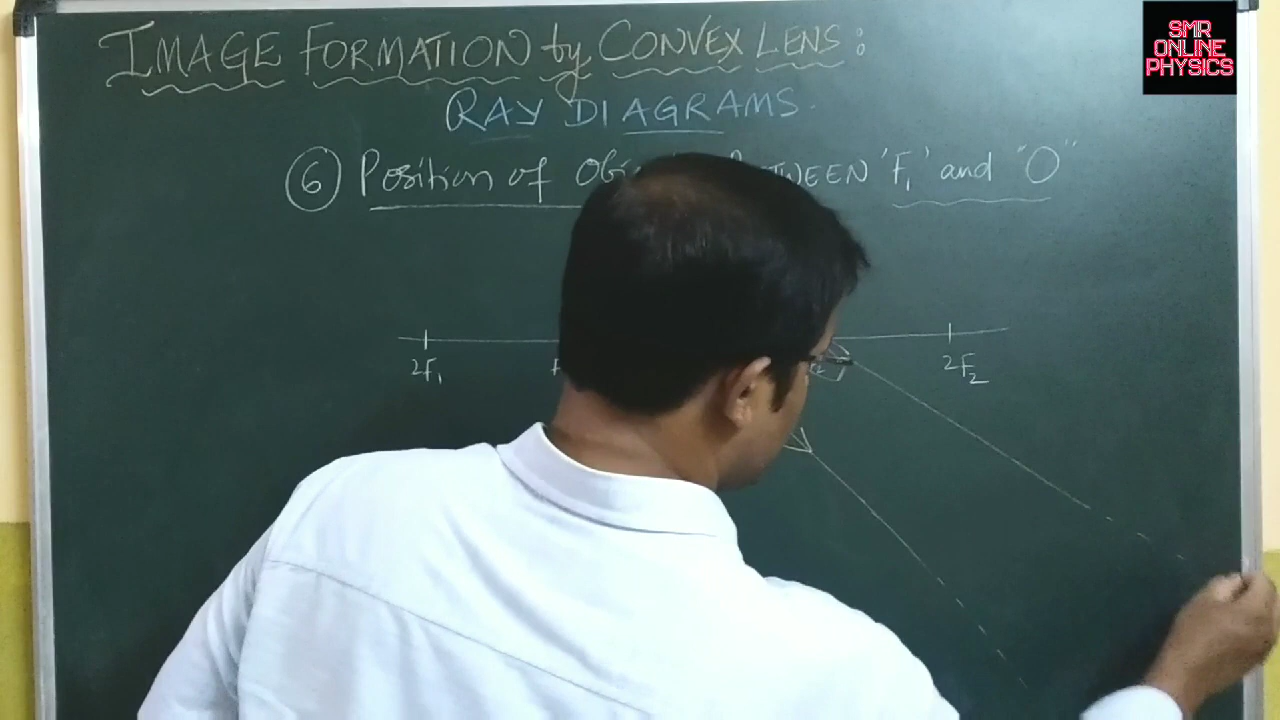 IMAGE FORMATION by CONVEX LENS:
RAY DIAGRAMS.
6 Position of 'F₁' and "O"
2F₁ 2F₂
SMR
ONLINE
PHYSICS